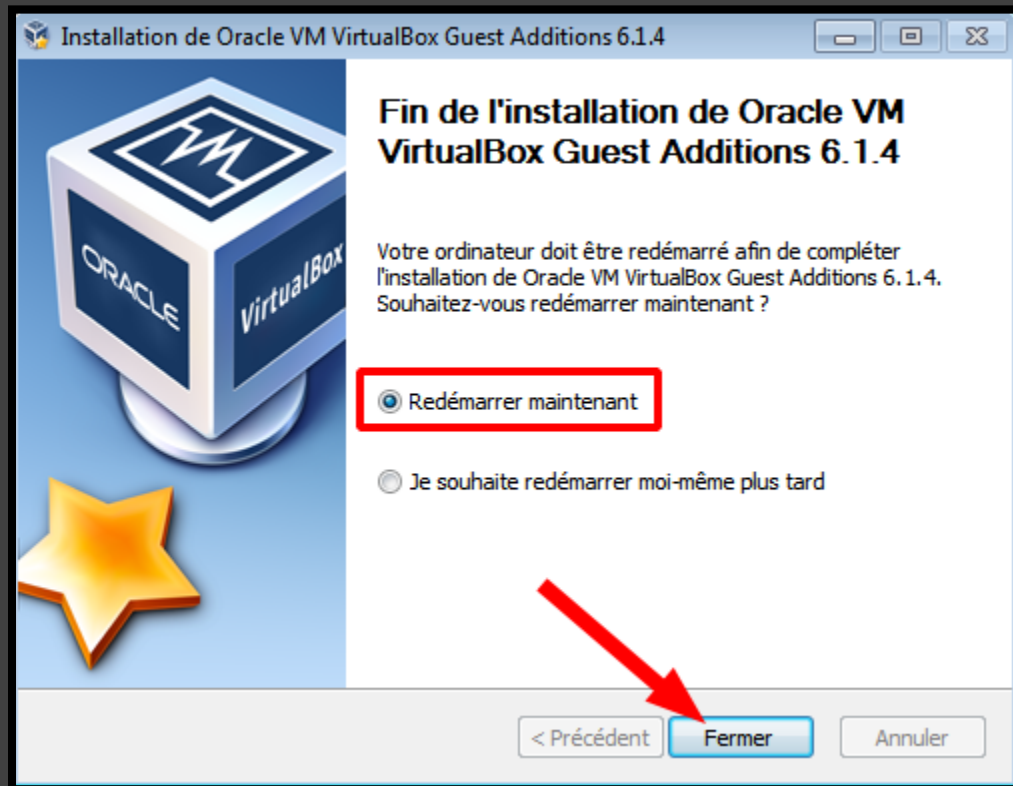 Installation de Oracle VM VirtualBox Guest Additions 6.1.4
ORACLE
VirtualBox
Fin de l'installation de Oracle VM
VirtualBox Guest Additions 6.1.4
Votre ordinateur doit être redémarré afin de compléter
l'installation de Oracle VM VirtualBox Guest Additions 6.1.4.
Souhaitez-vous redémarrer maintenant ?
Redémarrer maintenant
Je souhaite redémarrer moi-même plus tard
< Précédent Fermer Annuler